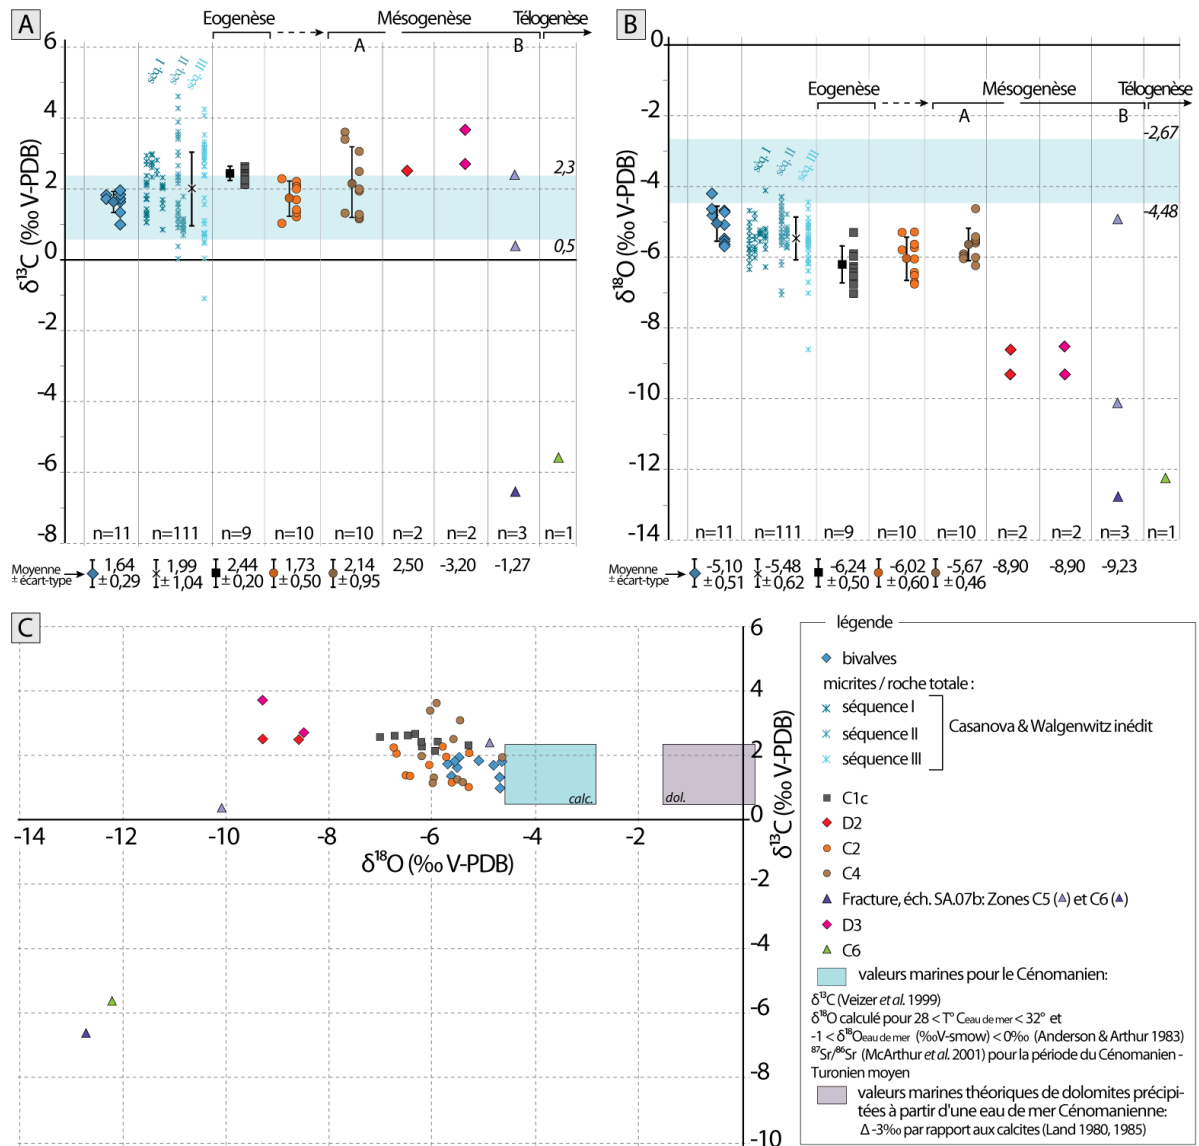 A
Eogenèse
Mésogenèse
Télogenèse
A
B
δ¹³C (‰ V-PDB)
6
4
2
0
-2
-4
-6
-8
séq. I
séq. II
séq. III
2,3
0,5
n=11
n=111
n=9
n=10
n=10
n=2
n=2
n=3
n=1
Moyenne
± écart-type
1,64
± 0,29
1,99
± 1,04
2,44
± 0,20
1,73
± 0,50
2,14
± 0,95
2,50
-3,20
-1,27
B
Eogenèse
Mésogenèse
Télogenèse
A
B
δ¹⁸O (‰ V-PDB)
0
-2
-4
-6
-8
-10
-12
-14
séq. I
séq. II
séq. III
-2,67
-4,48
n=11
n=111
n=9
n=10
n=10
n=2
n=2
n=3
n=1
Moyenne
± écart-type
-5,10
± 0,51
-5,48
± 0,62
-6,24
± 0,50
-6,02
± 0,60
-5,67
± 0,46
-8,90
-8,90
-9,23
C
6
4
2
0
-2
-4
-6
-8
-10
δ¹³C (‰ V-PDB)
calc.
dol.
-14
-12
-10
-8
-6
-4
-2
δ¹⁸O (‰ V-PDB)
légende
bivalves
micrites / roche totale :
séquence I
séquence II
séquence III
Casanova & Walgenwitz inédit
C1c
D2
C2
C4
Fracture, éch. SA.07b: Zones C5 ( ) et C6 ( )
D3
C6
valeurs marines pour le Cénomanien:
δ¹³C (Veizer et al. 1999)
δ¹⁸O calculé pour 28 < T° Ceau de mer < 32° et
-1 < δ¹⁸Oeau de mer (‰V-smow) < 0‰ (Anderson & Arthur 1983)
⁸⁷Sr/⁸⁶Sr (McArthur et al. 2001) pour la période du Cénomanien -
Turonien moyen
valeurs marines théoriques de dolomites précipi-
tées à partir d'une eau de mer Cénomanienne:
Δ -3‰ par rapport aux calcites (Land 1980, 1985)